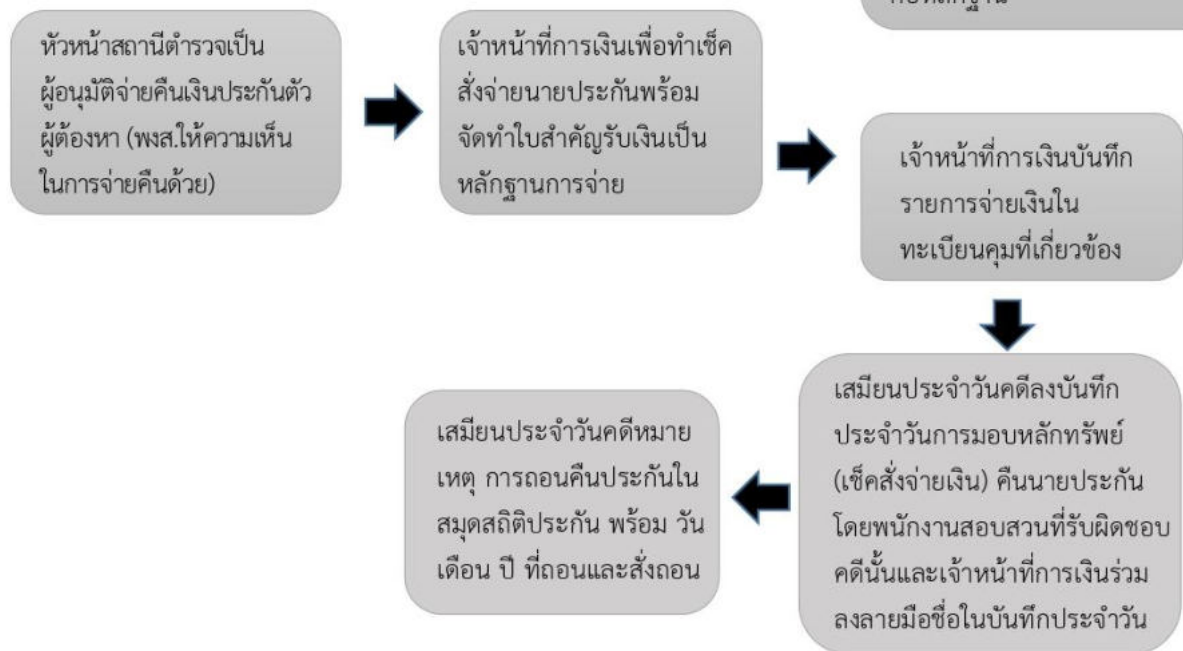 หัวหน้าสถานีตำรวจเป็น
ผู้อนุมัติจ่ายคืนเงินประกันตัว
ผู้ต้องหา (พงส.ให้ความเห็น
ในการจ่ายคืนด้วย)
เจ้าหน้าที่การเงินเพื่อทำเช็ค
สั่งจ่ายนายประกันพร้อม
จัดทำใบสำคัญรับเงินเป็น
หลักฐานการจ่าย
เจ้าหน้าที่การเงินบันทึก
รายการจ่ายเงินใน
ทะเบียนคุมที่เกี่ยวข้อง
เสมียนประจำวันคดีลงบันทึก
ประจำวันการมอบหลักทรัพย์
(เช็คสั่งจ่ายเงิน) คืนนายประกัน
โดยพนักงานสอบสวนที่รับผิดชอบ
คดีนั้นและเจ้าหน้าที่การเงินร่วม
ลงลายมือชื่อในบันทึกประจำวัน
เสมียนประจำวันคดีหมาย
เหตุ การถอนคืนประกันใน
สมุดสถิติประกัน พร้อม วัน
เดือน ปี ที่ถอนและสั่งถอน